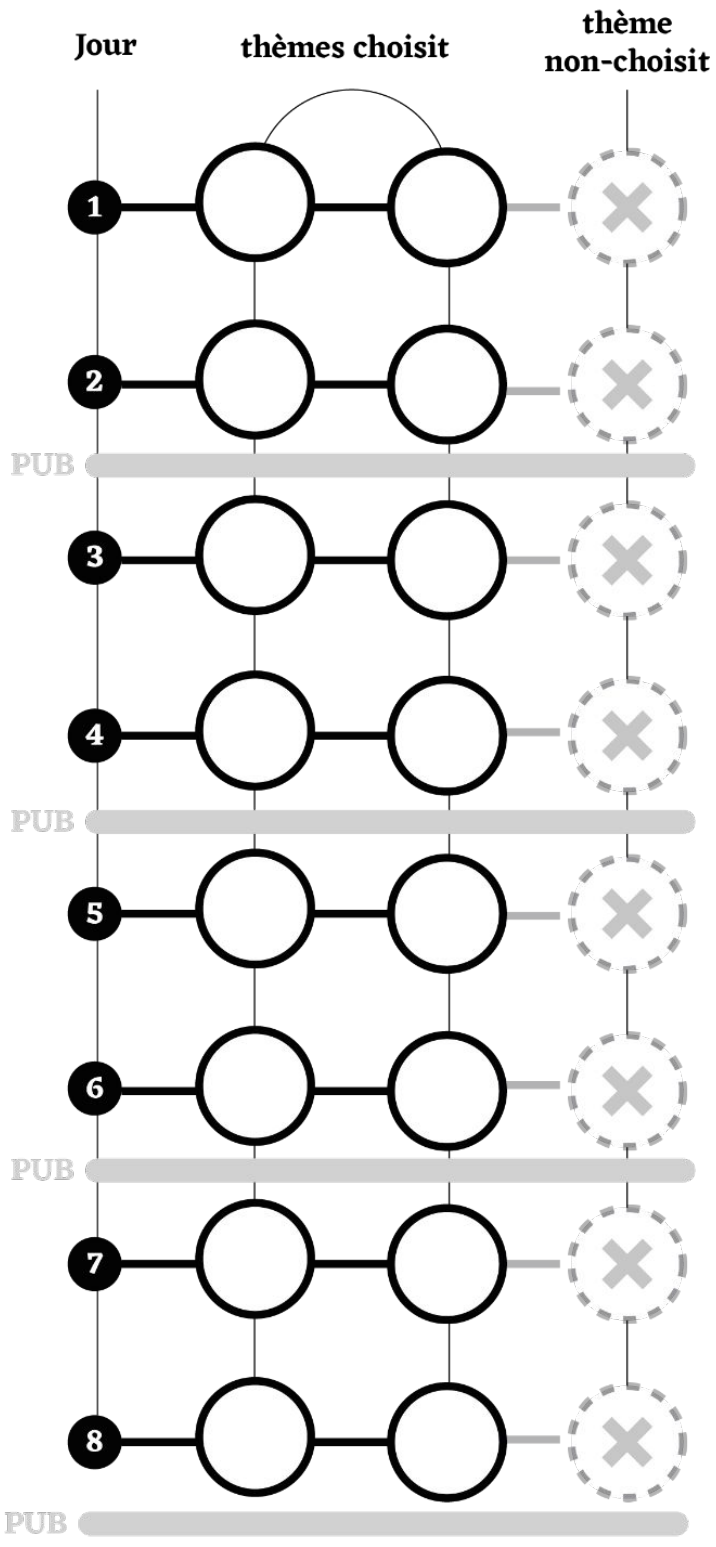 Jour
thèmes choisit
thème
non-choisit
1
2
PUB
3
4
PUB
5
6
PUB
7
8
PUB